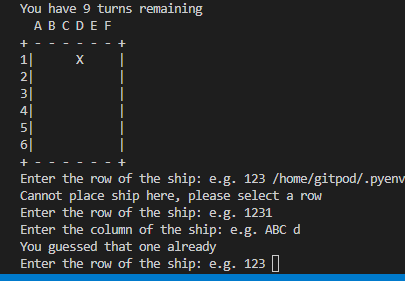 You have 9 turns remaining
  A B C D E F
+ - - - - - - +
1|      X     |
2|            |
3|            |
4|            |
5|            |
6|            |
+ - - - - - - +
Enter the row of the ship: e.g. 123 /home/gitpod/.pyenv
Cannot place ship here, please select a row
Enter the row of the ship: e.g. 1231
Enter the column of the ship: e.g. ABC d
You guessed that one already
Enter the row of the ship: e.g. 123